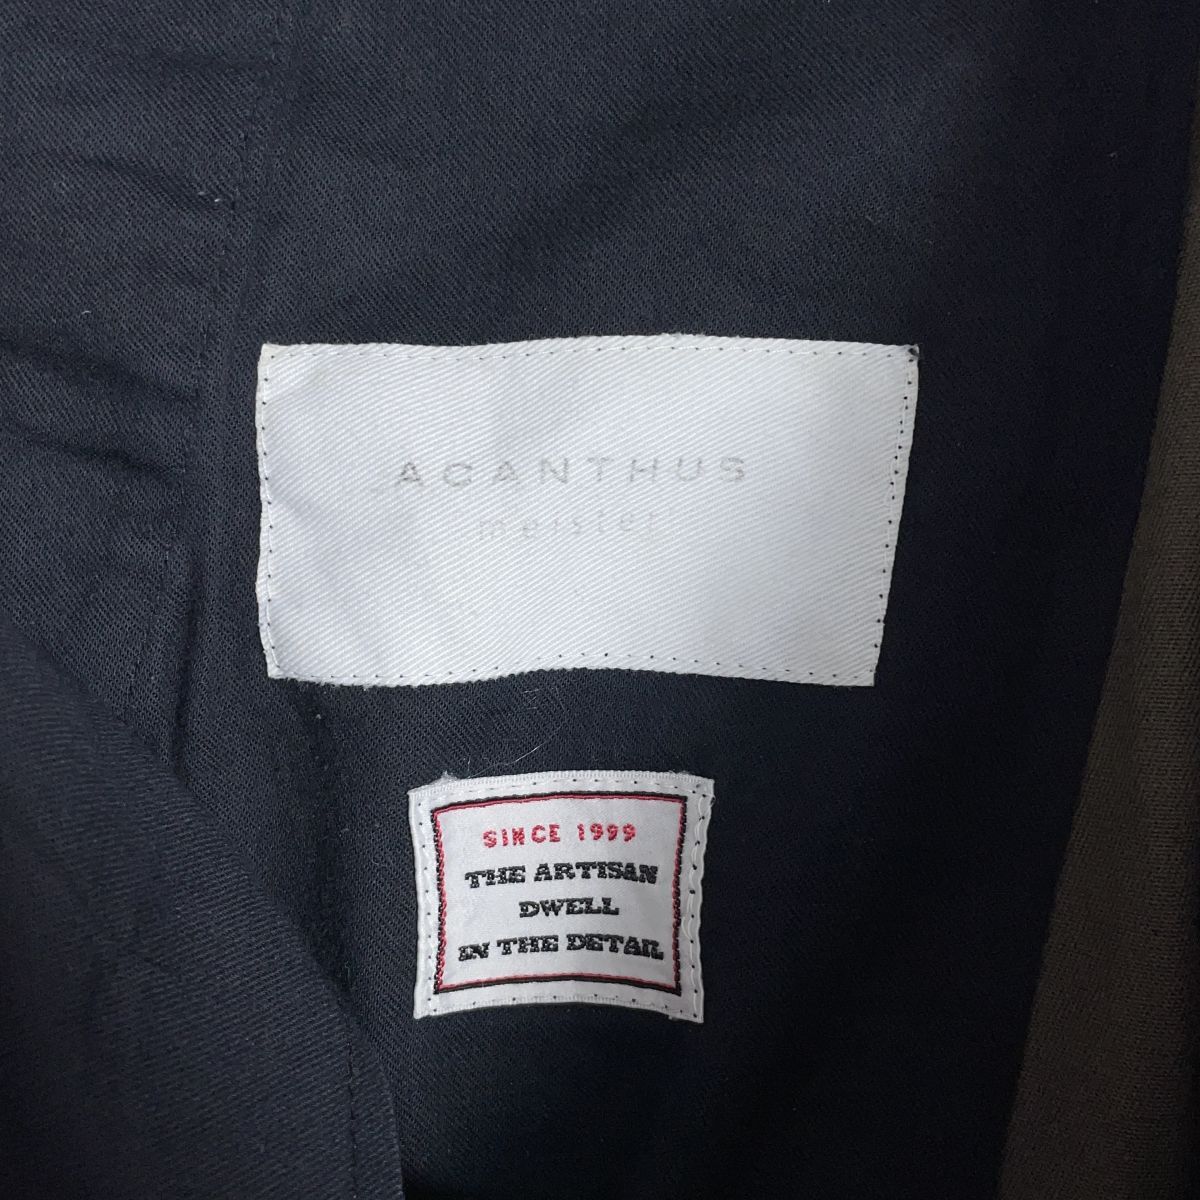 ACANTHUS
meister
SINCE 1999
THE ARTISAN
DWELL
IN THE DETAIL